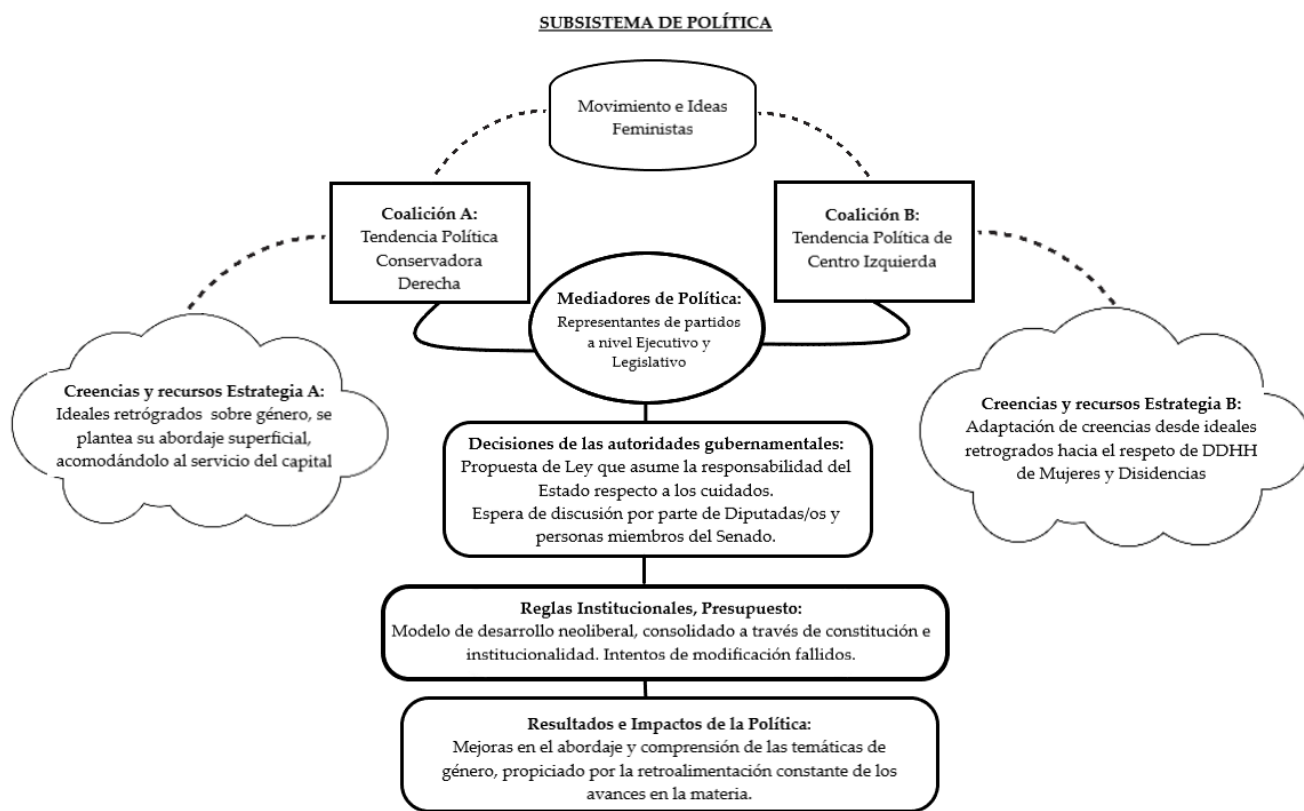 SUBSISTEMA DE POLÍTICA
Movimiento e Ideas
Feministas
Coalición A:
Tendencia Política
Conservadora
Derecha
Coalición B:
Tendencia Política de
Centro Izquierda
Mediadores de Política:
Representantes de partidos
a nivel Ejecutivo y
Legislativo
Creencias y recursos Estrategia A:
Ideales retrógrados sobre género, se
plantea su abordaje superficial,
acomodándolo al servicio del capital
Creencias y recursos Estrategia B:
Adaptación de creencias desde ideales
retrogrados hacia el respeto de DDHH
de Mujeres y Disidencias
Decisiones de las autoridades gubernamentales:
Propuesta de Ley que asume la responsabilidad del
Estado respecto a los cuidados.
Espera de discusión por parte de Diputadas/os y
personas miembros del Senado.
Reglas Institucionales, Presupuesto:
Modelo de desarrollo neoliberal, consolidado a través de constitución e
institucionalidad. Intentos de modificación fallidos.
Resultados e Impactos de la Política:
Mejoras en el abordaje y comprensión de las temáticas de
género, propiciado por la retroalimentación constante de los
avances en la materia.